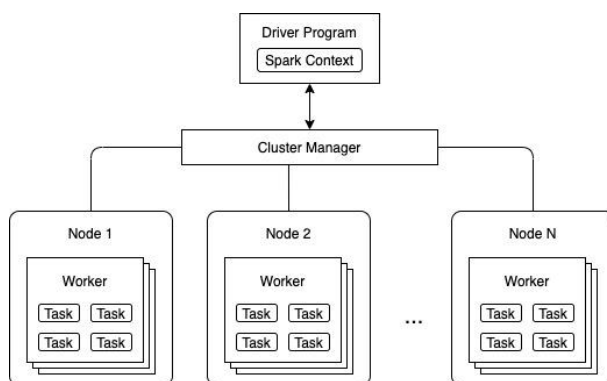 Driver Program
Spark Context
Cluster Manager
Node 1
Node 2
Node N
Worker
Worker
Worker
Task Task
Task Task
Task Task
Task Task
Task Task
Task Task
...